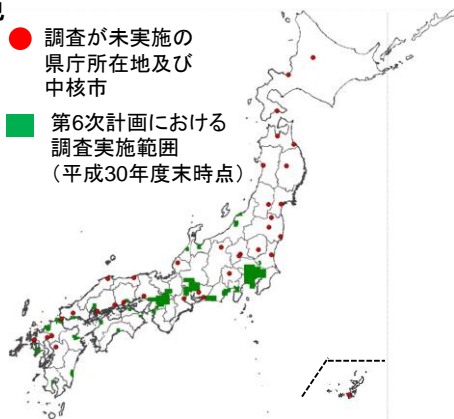 調査が未実施の
県庁所在地及び
中核市
第6次計画における
調査実施範囲
（平成30年度末時点）